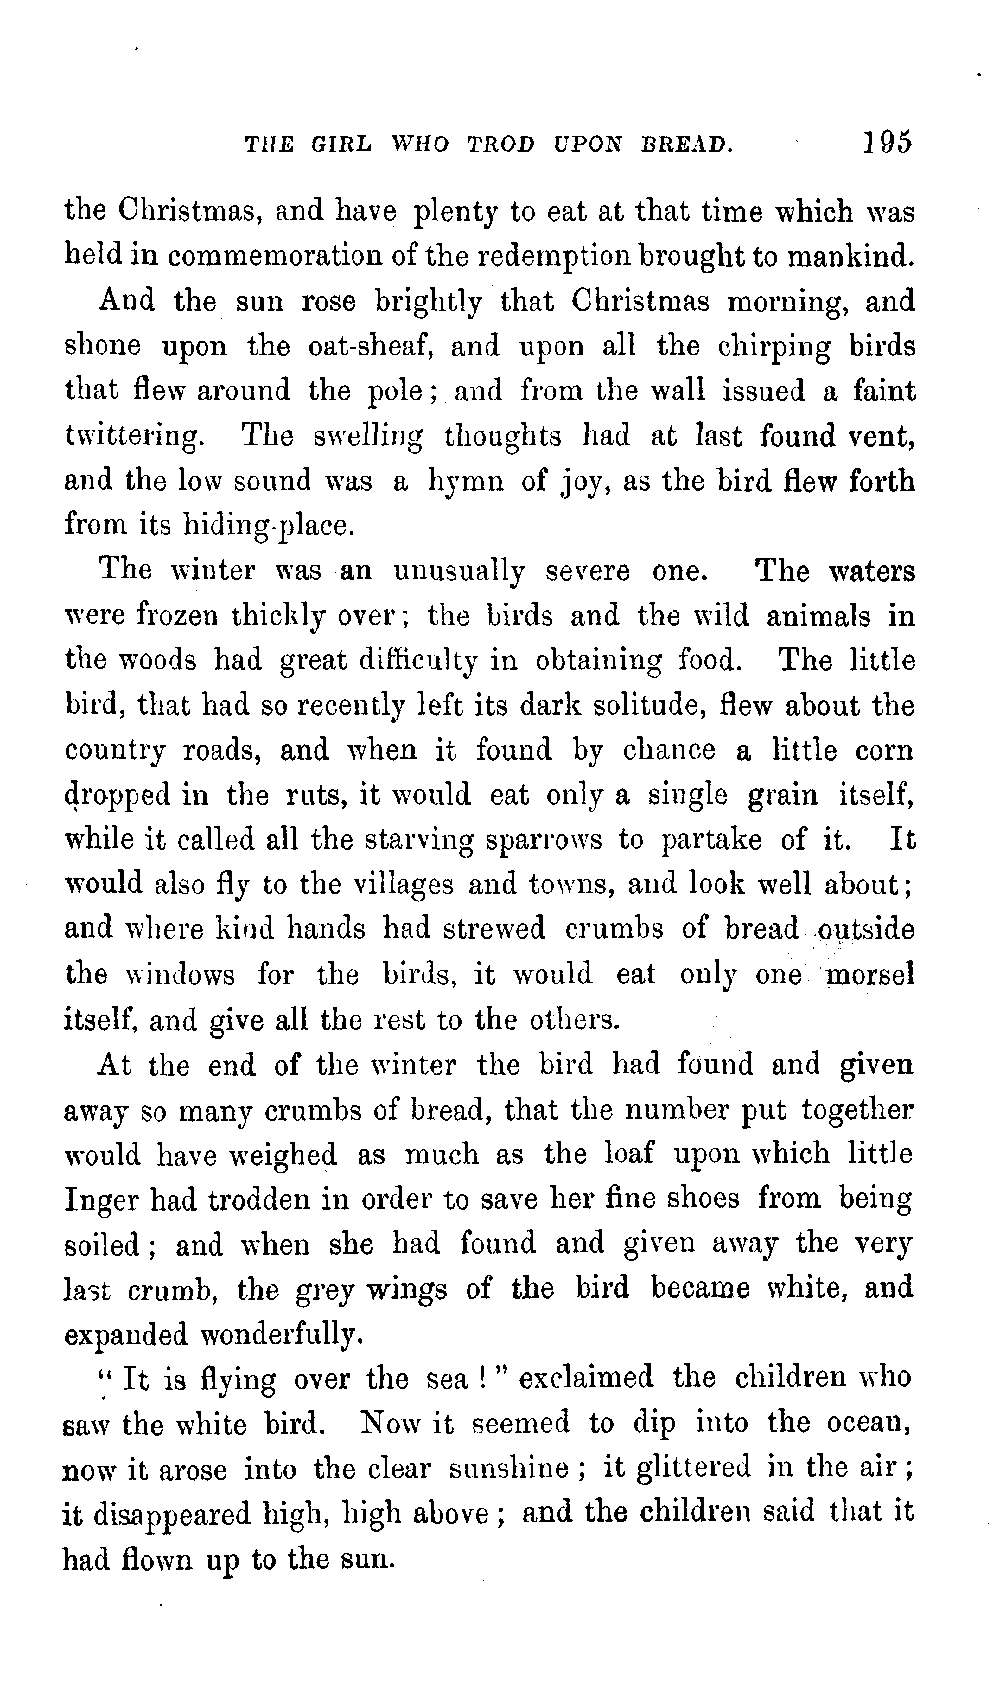 THE GIRL WHO TROD UPON BREAD. 195
the Christmas, and have plenty to eat at that time which was
held in commemoration of the redemption brought to mankind.
And the sun rose brightly that Christmas morning, and
shone upon the oat-sheaf, and upon all the chirping birds
that flew around the pole; and from the wall issued a faint
twittering. The swelling thoughts had at last found vent,
and the low sound was a hymn of joy, as the bird flew forth
from its hiding-place.
The winter was an unusually severe one. The waters
were frozen thickly over; the birds and the wild animals in
the woods had great difficulty in obtaining food. The little
bird, that had so recently left its dark solitude, flew about the
country roads, and when it found by chance a little corn
dropped in the ruts, it would eat only a single grain itself,
while it called all the starving sparrows to partake of it. It
would also fly to the villages and towns, and look well about;
and where kind hands had strewed crumbs of bread outside
the windows for the birds, it would eat only one morsel
itself, and give all the rest to the others.
At the end of the winter the bird had found and given
away so many crumbs of bread, that the number put together
would have weighed as much as the loaf upon which little
Inger had trodden in order to save her fine shoes from being
soiled; and when she had found and given away the very
last crumb, the grey wings of the bird became white, and
expanded wonderfully.
"It is flying over the sea!" exclaimed the children who
saw the white bird. Now it seemed to dip into the ocean,
now it arose into the clear sunshine; it glittered in the air;
it disappeared high, high above; and the children said that it
had flown up to the sun.